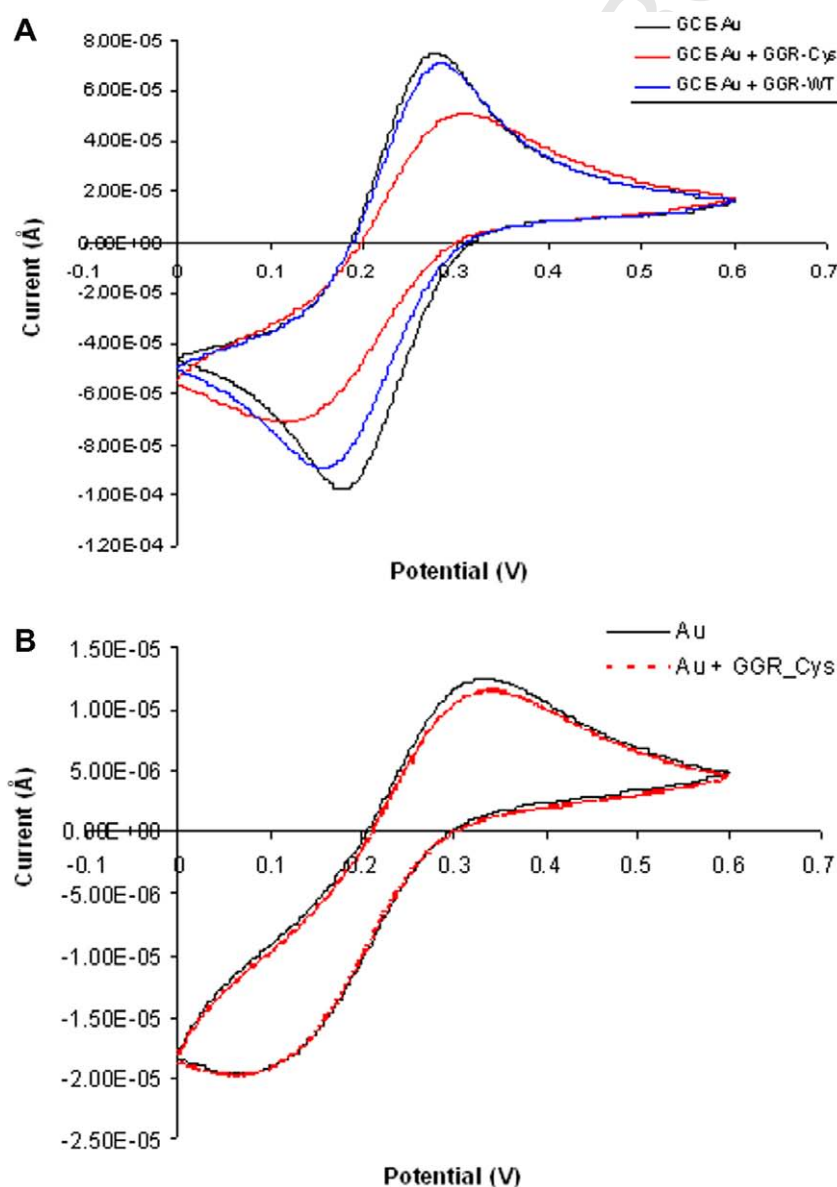 A
GCE-Au
GCE-Au + GGR-Cys
GCE-Au + GGR-WT
8.00E-05
6.00E-05
4.00E-05
2.00E-05
0.00E+00
-2.00E-05
-4.00E-05
-6.00E-05
-8.00E-05
-1.00E-04
-1.20E-04
-0.1 0 0.1 0.2 0.3 0.4 0.5 0.6 0.7
Current (Å)
Potential (V)
B
Au
Au + GGR_Cys
1.50E-05
1.00E-05
5.00E-06
0.00E+00
-5.00E-06
-1.00E-05
-1.50E-05
-2.00E-05
-2.50E-05
-0.1 0 0.1 0.2 0.3 0.4 0.5 0.6 0.7
Current (Å)
Potential (V)